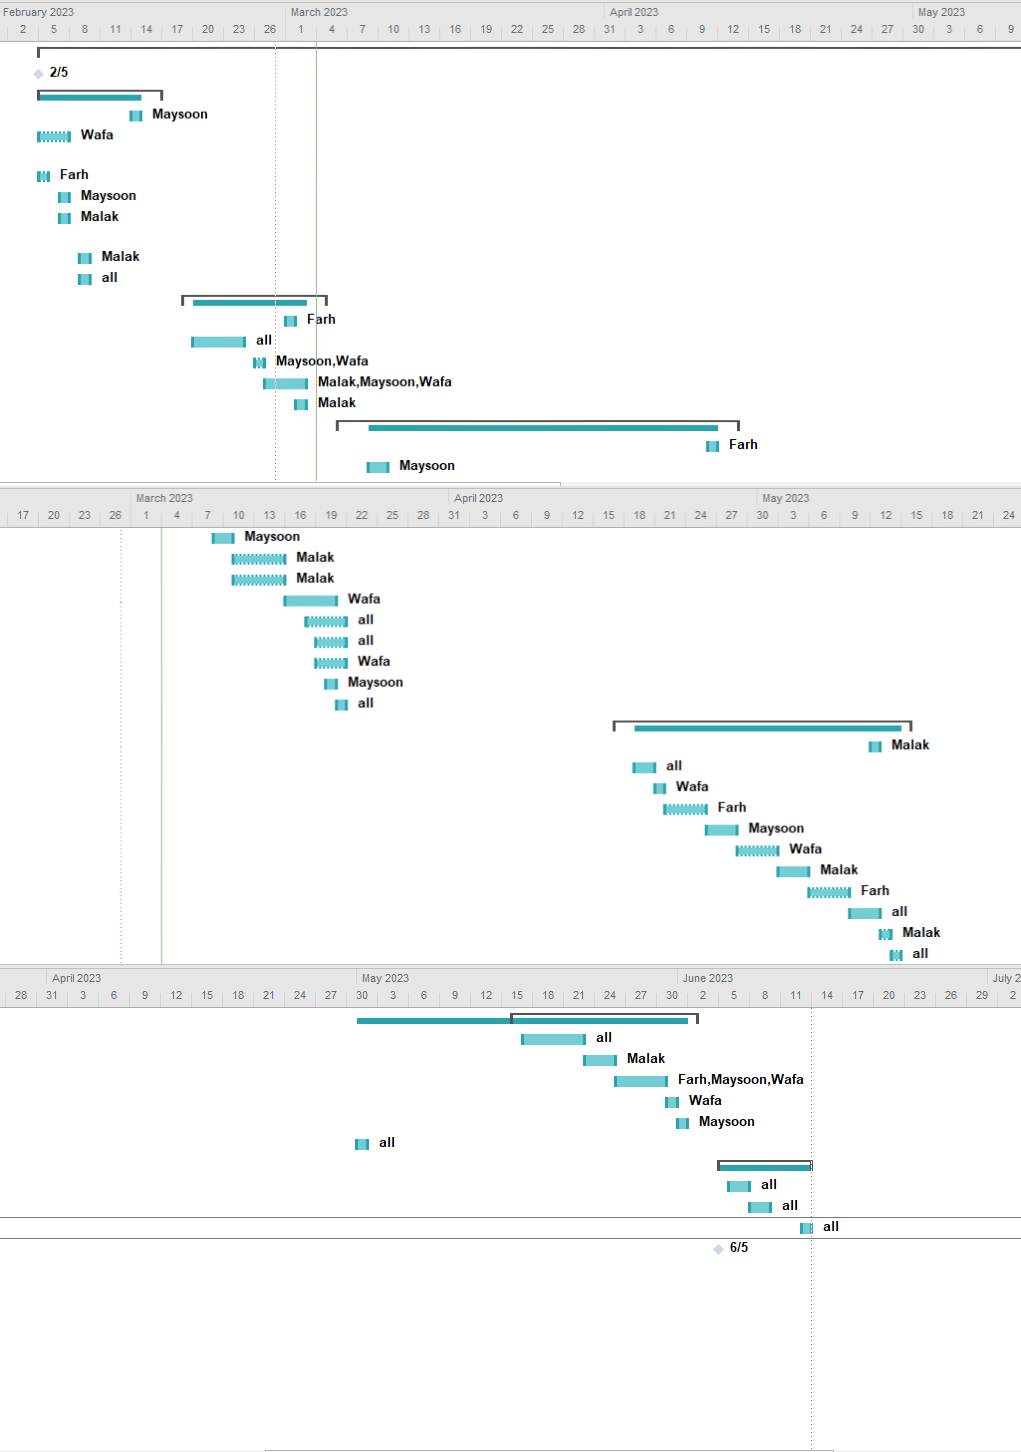 February 2023 March 2023 April 2023 May 2023
2 5 8 11 14 17 20 23 26 1 4 7 10 13 16 19 22 25 28 31 3 6 9 12 15 18 21 24 27 30 3 6 9
2/5
Maysoon
Wafa
Farh
Maysoon
Malak
Malak
all
Farh
all
Maysoon,Wafa
Malak,Maysoon,Wafa
Malak
Farh
Maysoon
March 2023 April 2023 May 2023
17 20 23 26 1 4 7 10 13 16 19 22 25 28 31 3 6 9 12 15 18 21 24 27 30 3 6 9 12 15 18 21 24
Maysoon
Malak
Malak
Wafa
all
all
Wafa
Maysoon
all
Malak
all
Wafa
Farh
Maysoon
Wafa
Malak
Farh
all
Malak
all
April 2023 May 2023 June 2023 July 2
28 31 3 6 9 12 15 18 21 24 27 30 3 6 9 12 15 18 21 24 27 30 2 5 8 11 14 17 20 23 26 29 2
all
Malak
Farh,Maysoon,Wafa
Wafa
Maysoon
all
all
all
all
6/5